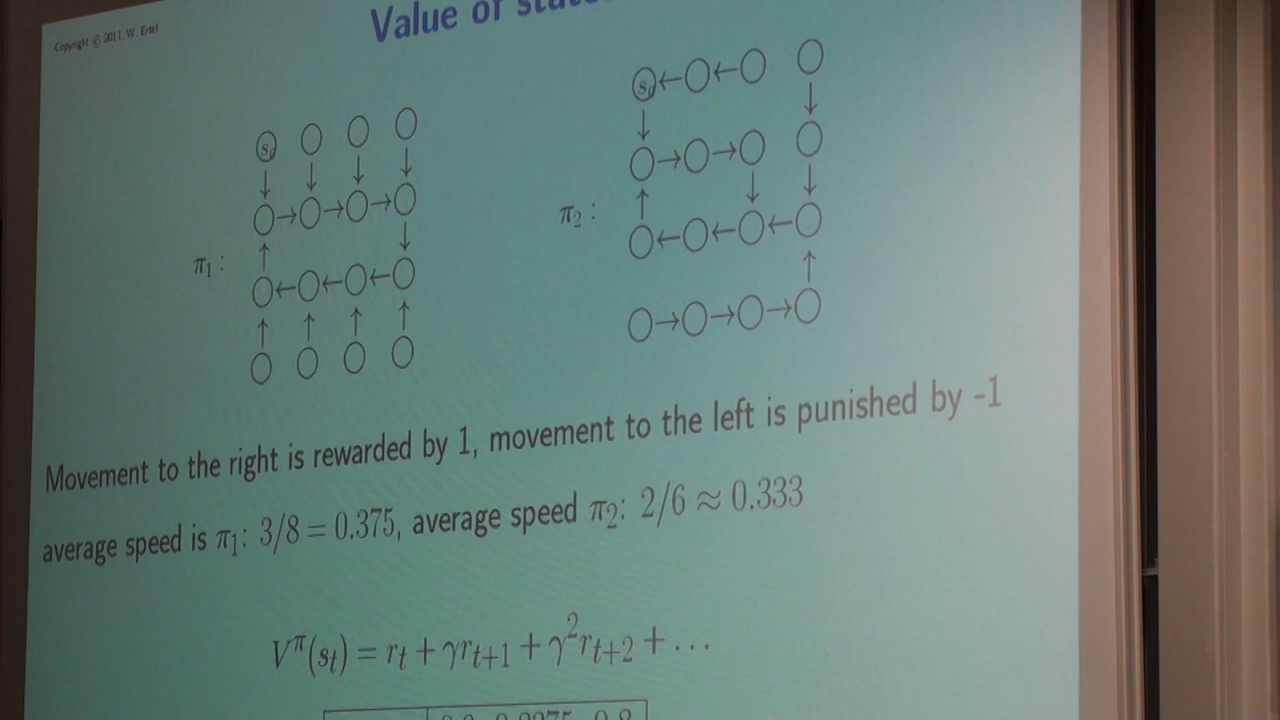 Copyright © 2011, W. Ertel
Value of
s₀
s₀
π₁ :
π₂ :
Movement to the right is rewarded by 1, movement to the left is punished by -1
average speed is π₁: 3/8 = 0.375, average speed π₂: 2/6 ≈ 0.333
V^π(s_t) = r_t + γr_{t+1} + γ²r_{t+2} + ...